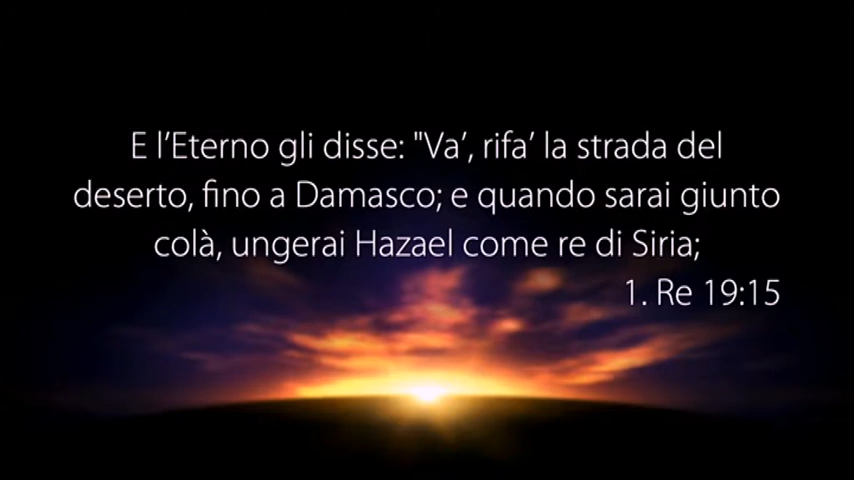 E l’Eterno gli disse: "Va’, rifa’ la strada del
deserto, fino a Damasco; e quando sarai giunto
colà, ungerai Hazael come re di Siria;
1. Re 19:15